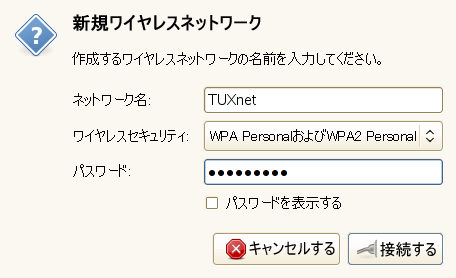 新規ワイヤレスネットワーク
作成するワイヤレスネットワークの名前を入力してください。
ネットワーク名: TUXnet
ワイヤレスセキュリティ: WPA PersonalおよびWPA2 Personal
パスワード: ●●●●●●●●●
パスワードを表示する
キャンセルする 接続する